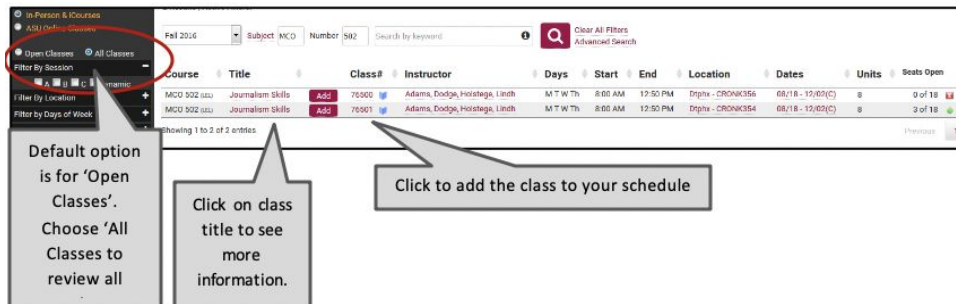 In-Person & iCourses
ASU Online Classes
Open Classes All Classes
Filter By Session
A B C Dynamic
Filter By Location
Filter by Days of Week
Fall 2016 Subject MCO Number 502 Search by keyword Clear All Filters
Advanced Search
Course Title Class# Instructor Days Start End Location Dates Units Seats Open
MCO 502 Journalism Skills Add 76500 Adams, Dodge, Holstege, Lindh M T W Th 8:00 AM 12:50 PM Dtphx - CRONK356 08/18 - 12/02(C) 8 0 of 18
MCO 502 Journalism Skills Add 76501 Adams, Dodge, Holstege, Lindh M T W Th 8:00 AM 12:50 PM Dtphx - CRONK354 08/18 - 12/02(C) 8 3 of 18
Showing 1 to 2 of 2 entries
Previous 1
Default option
is for ‘Open
Classes’.
Choose ‘All
Classes to
review all
Click on class
title to see
more
information.
Click to add the class to your schedule